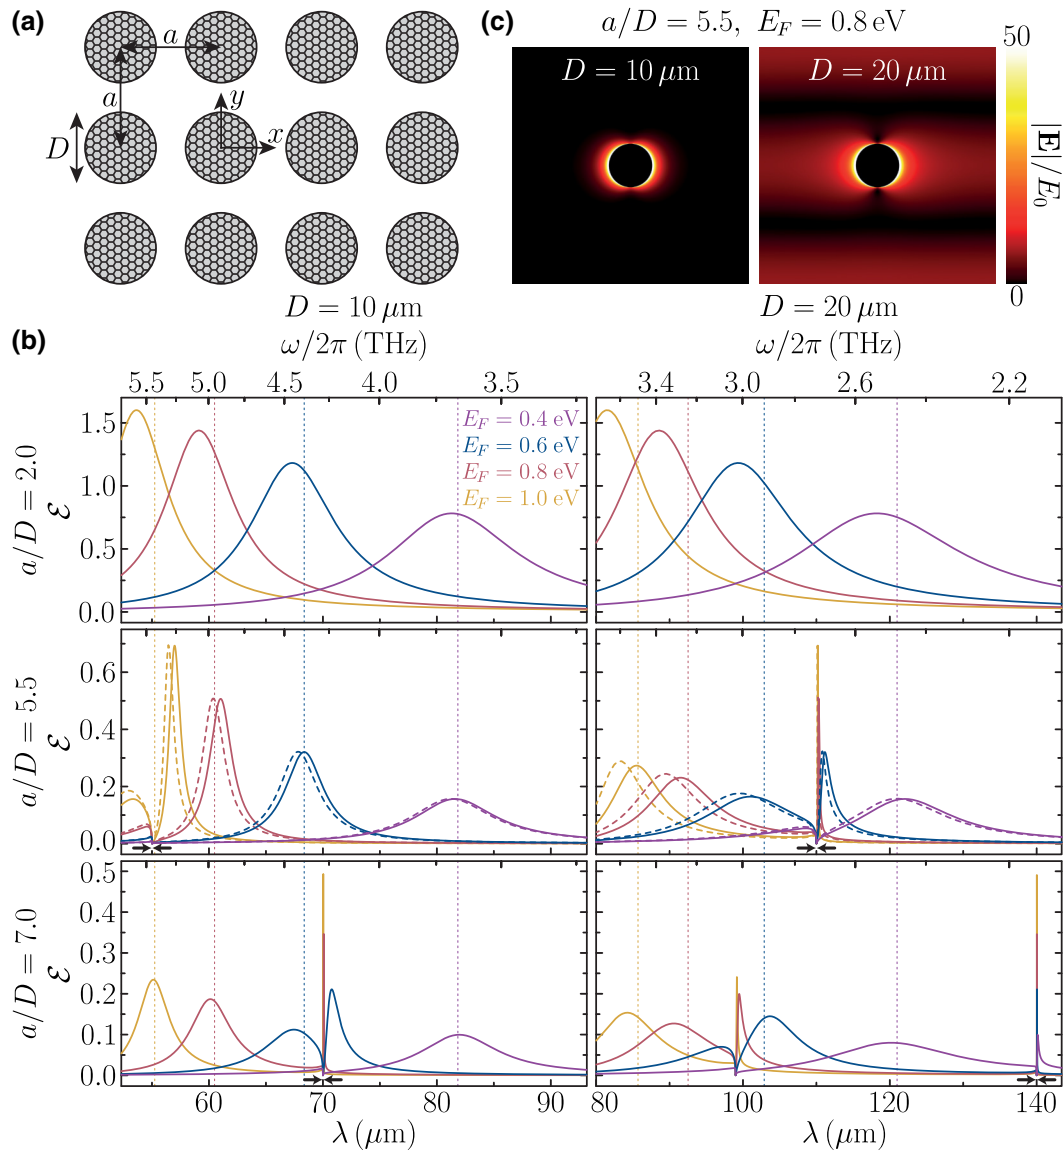 (a)
a
a
D
y
x
(c)
a/D = 5.5, E_F = 0.8 eV
D = 10 μm
D = 20 μm
50
|E|/E_0
0
(b)
D = 10 μm
D = 20 μm
ω/2π (THz)
ω/2π (THz)
5.5 5.0 4.5 4.0 3.5
3.4 3.0 2.6 2.2
a/D = 2.0
ℰ
1.5
1.0
0.5
0.0
E_F = 0.4 eV
E_F = 0.6 eV
E_F = 0.8 eV
E_F = 1.0 eV
a/D = 5.5
ℰ
0.6
0.4
0.2
0.0
a/D = 7.0
ℰ
0.5
0.4
0.3
0.2
0.1
0.0
60 70 80 90
80 100 120 140
λ (μm)
λ (μm)